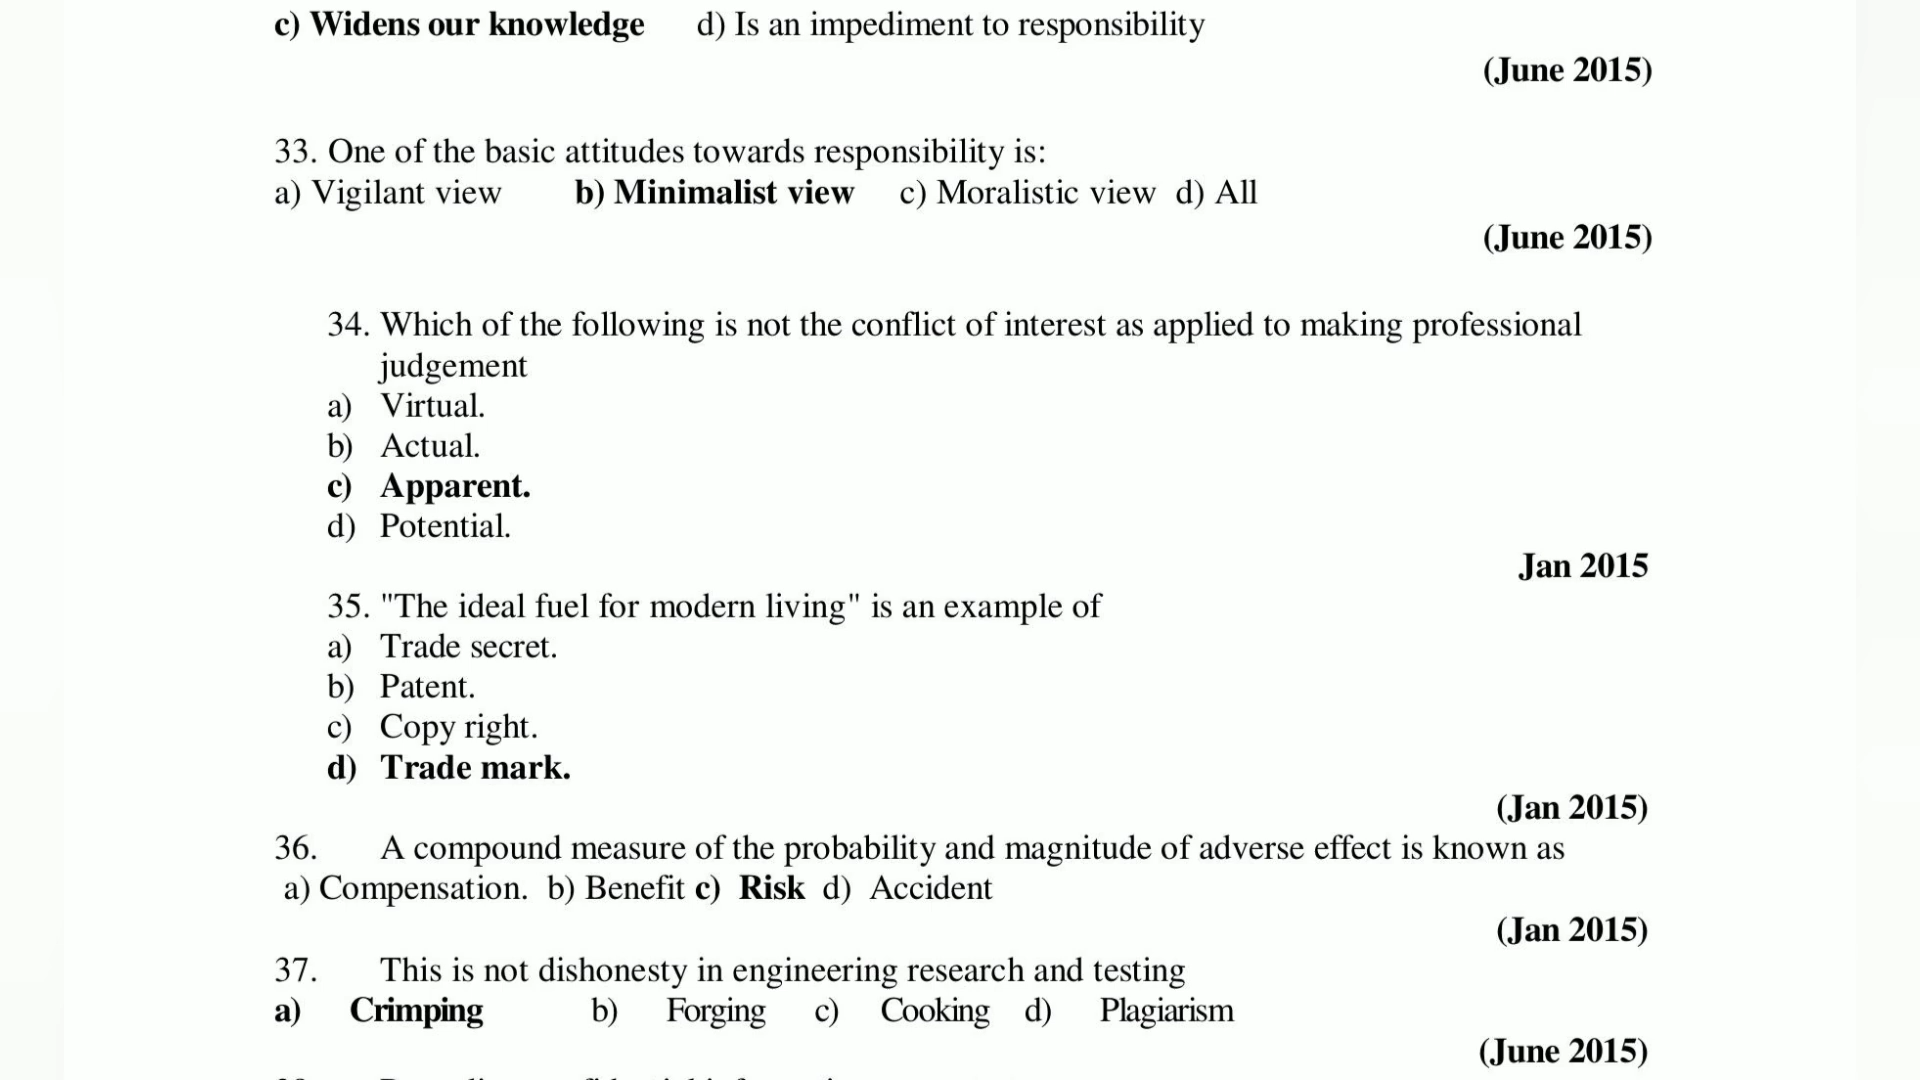 c) Widens our knowledge d) Is an impediment to responsibility
(June 2015)
33. One of the basic attitudes towards responsibility is:
a) Vigilant view b) Minimalist view c) Moralistic view d) All
(June 2015)
34. Which of the following is not the conflict of interest as applied to making professional
judgement
a) Virtual.
b) Actual.
c) Apparent.
d) Potential.
Jan 2015
35. "The ideal fuel for modern living" is an example of
a) Trade secret.
b) Patent.
c) Copy right.
d) Trade mark.
(Jan 2015)
36. A compound measure of the probability and magnitude of adverse effect is known as
a) Compensation. b) Benefit c) Risk d) Accident
(Jan 2015)
37. This is not dishonesty in engineering research and testing
a) Crimping b) Forging c) Cooking d) Plagiarism
(June 2015)